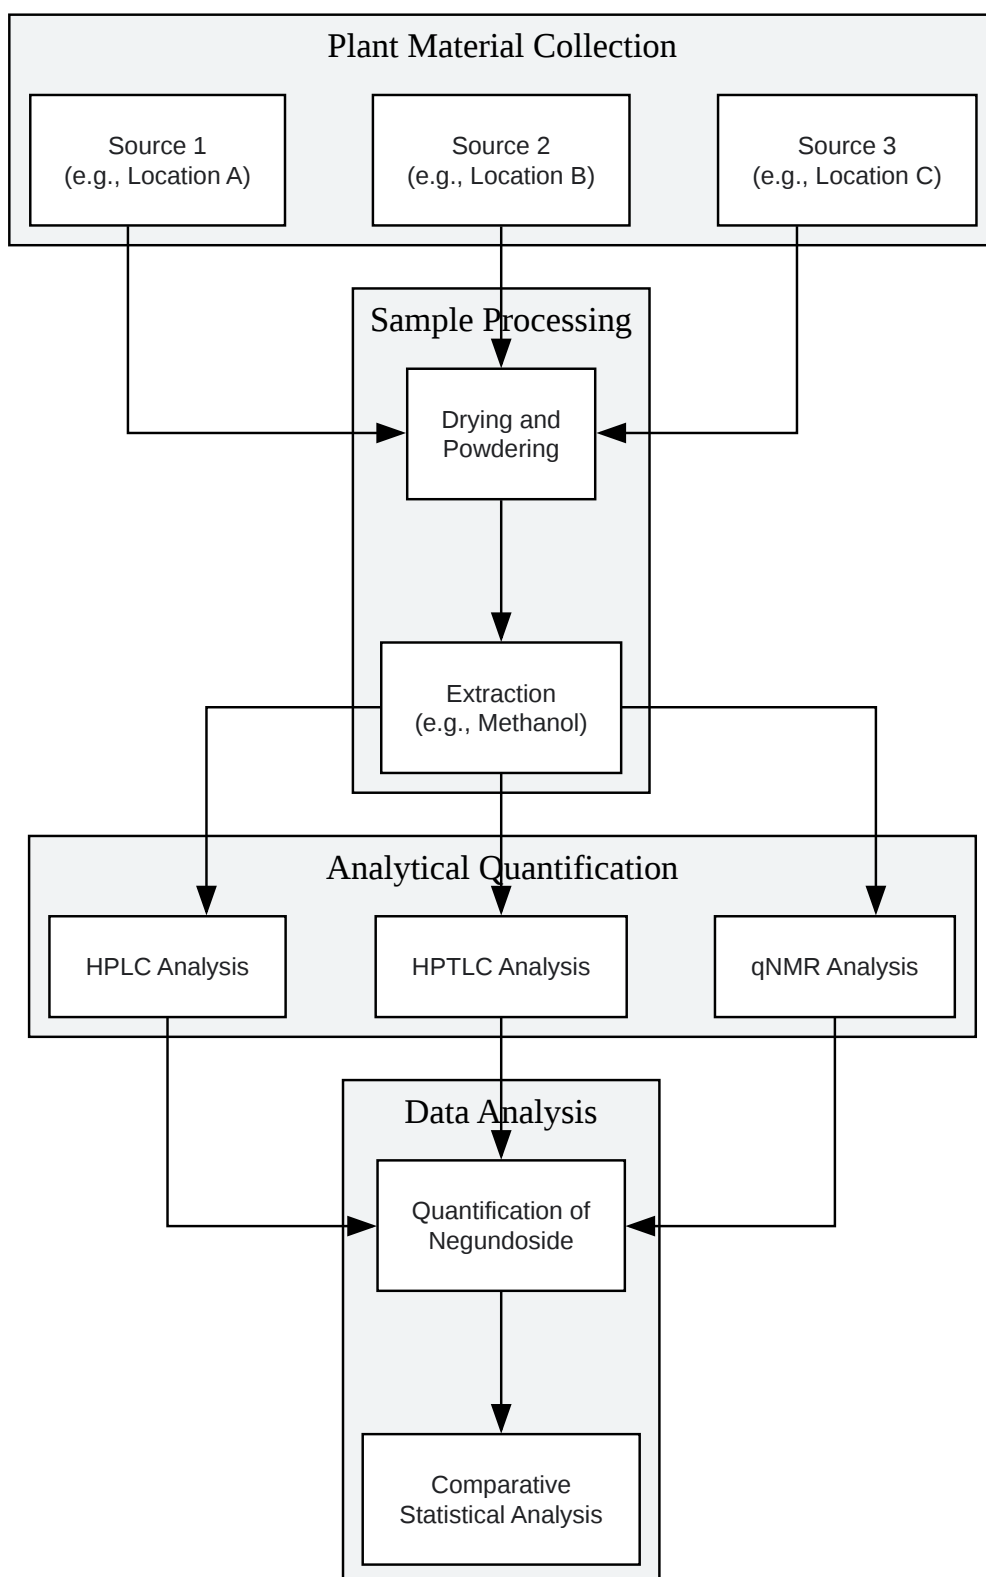 Plant Material Collection
Source 1
(e.g., Location A)
Source 2
(e.g., Location B)
Source 3
(e.g., Location C)
Sample Processing
Drying and
Powdering
Extraction
(e.g., Methanol)
Analytical Quantification
HPLC Analysis
HPTLC Analysis
qNMR Analysis
Data Analysis
Quantification of
Negundoside
Comparative
Statistical Analysis